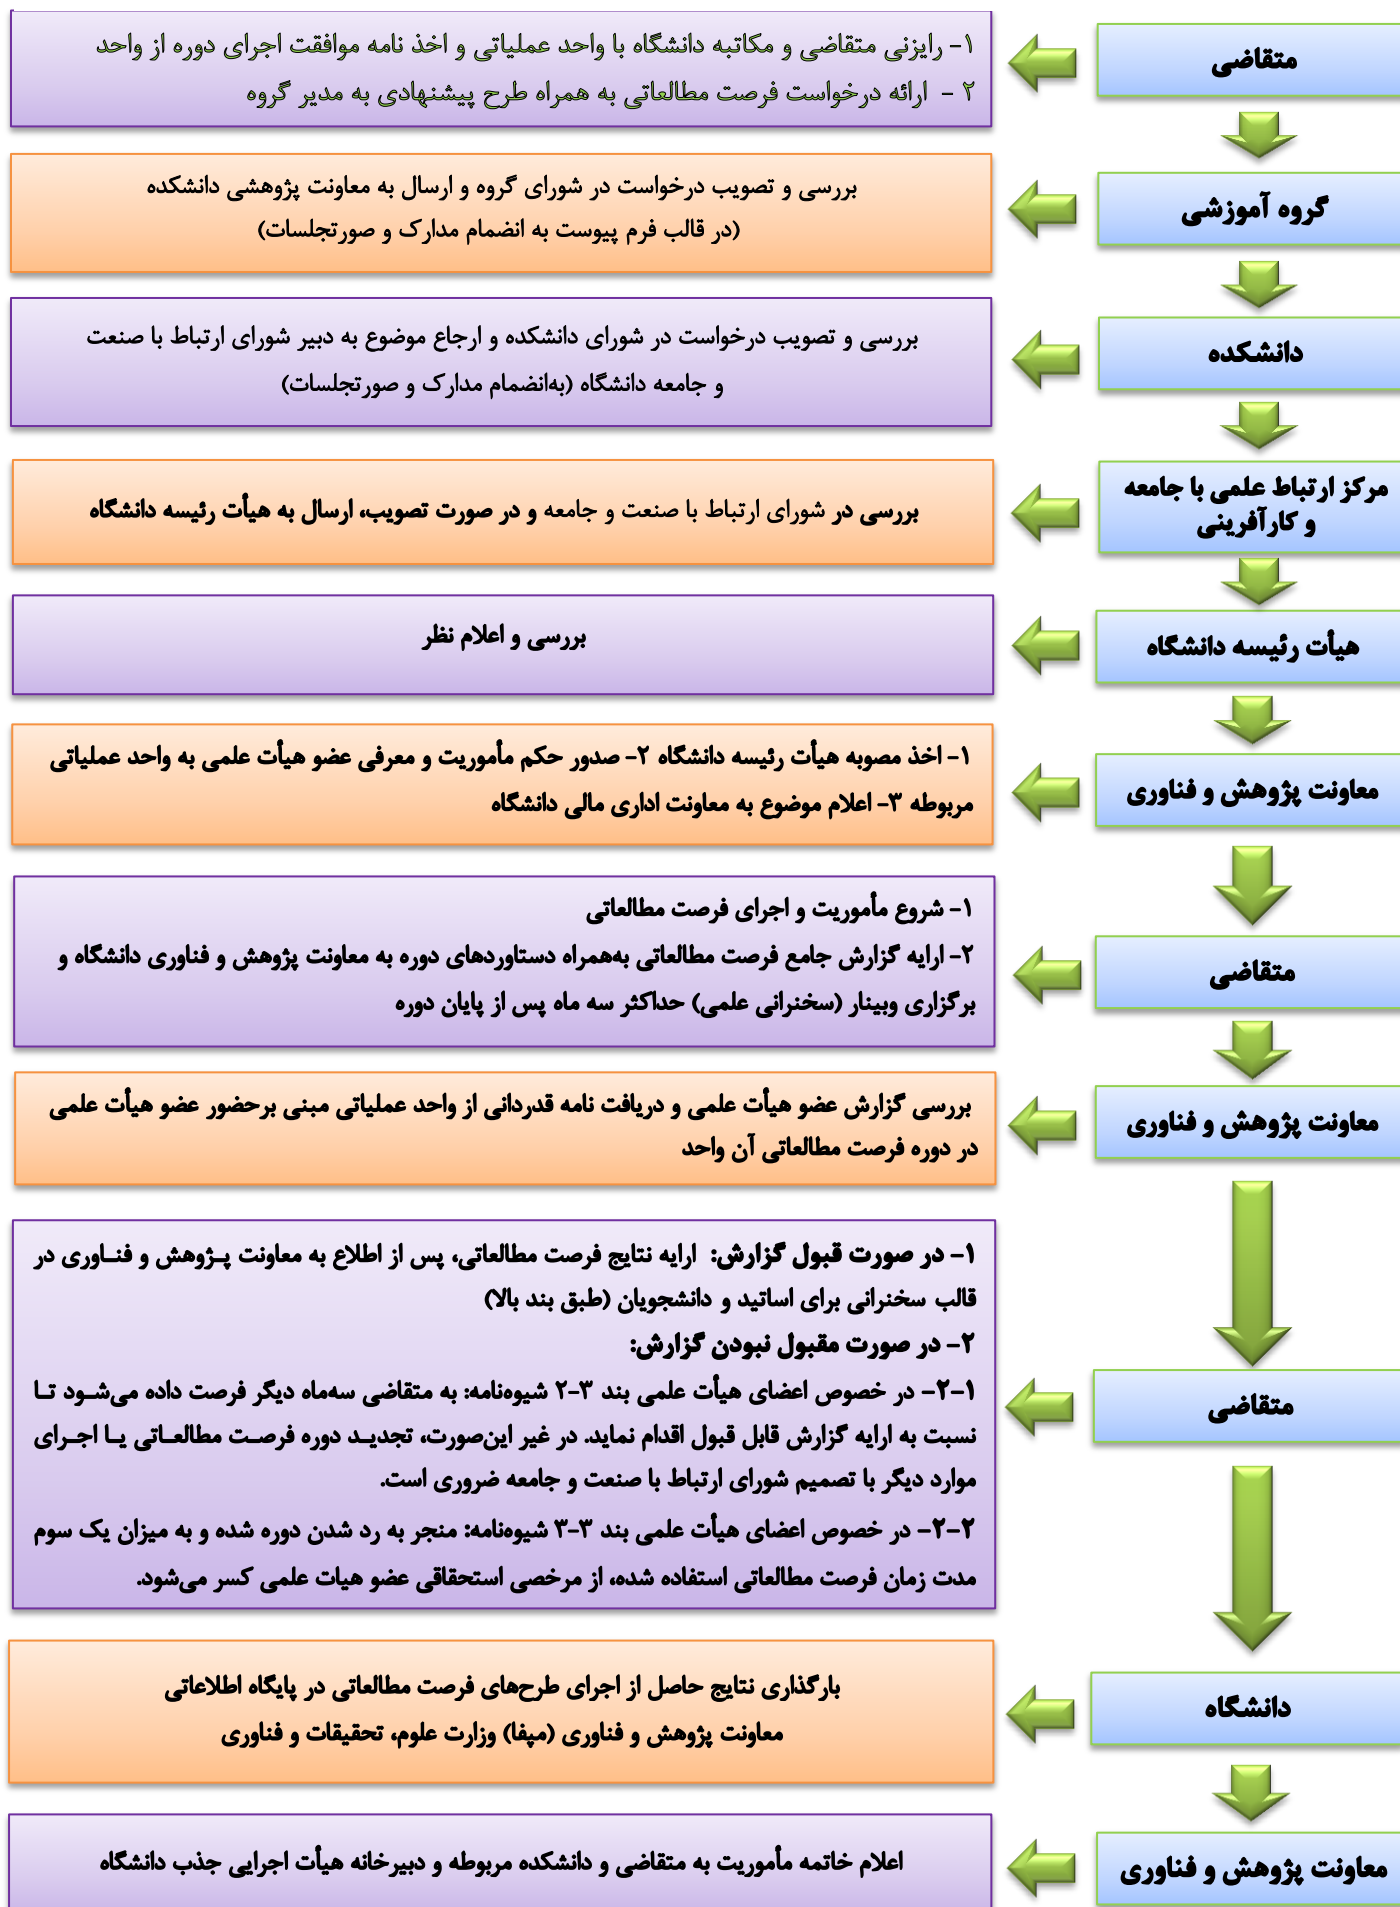 متقاضی
۱- رایزنی متقاضی و مکاتبه دانشگاه با واحد عملیاتی و اخذ نامه موافقت اجرای دوره از واحد
۲ - ارائه درخواست فرصت مطالعاتی به همراه طرح پیشنهادی به مدیر گروه
گروه آموزشی
بررسی و تصویب درخواست در شورای گروه و ارسال به معاونت پژوهشی دانشکده
(در قالب فرم پیوست به انضمام مدارک و صورتجلسات)
دانشکده
بررسی و تصویب درخواست در شورای دانشکده و ارجاع موضوع به دبیر شورای ارتباط با صنعت
و جامعه دانشگاه (به‌انضمام مدارک و صورتجلسات)
مرکز ارتباط علمی با جامعه
و کارآفرینی
بررسی در شورای ارتباط با صنعت و جامعه و در صورت تصویب، ارسال به هیأت رئیسه دانشگاه
هیأت رئیسه دانشگاه
بررسی و اعلام نظر
معاونت پژوهش و فناوری
۱- اخذ مصوبه هیأت رئیسه دانشگاه ۲- صدور حکم مأموریت و معرفی عضو هیأت علمی به واحد عملیاتی
مربوطه ۳- اعلام موضوع به معاونت اداری مالی دانشگاه
متقاضی
۱- شروع مأموریت و اجرای فرصت مطالعاتی
۲- ارایه گزارش جامع فرصت مطالعاتی به‌همراه دستاوردهای دوره به معاونت پژوهش و فناوری دانشگاه و
برگزاری وبینار (سخنرانی علمی) حداکثر سه ماه پس از پایان دوره
معاونت پژوهش و فناوری
بررسی گزارش عضو هیأت علمی و دریافت نامه قدردانی از واحد عملیاتی مبنی برحضور عضو هیأت علمی
در دوره فرصت مطالعاتی آن واحد
متقاضی
۱- در صورت قبول گزارش: ارایه نتایج فرصت مطالعاتی، پس از اطلاع به معاونت پـژوهش و فنـاوری در
قالب سخنرانی برای اساتید و دانشجویان (طبق بند بالا)
۲- در صورت مقبول نبودن گزارش:
۲-۱- در خصوص اعضای هیأت علمی بند ۳-۲ شیوه‌نامه: به متقاضی سه‌ماه دیگر فرصت داده می‌شـود تـا
نسبت به ارایه گزارش قابل قبول اقدام نماید. در غیر این‌صورت، تجدیـد دوره فرصـت مطالعـاتی یـا اجـرای
موارد دیگر با تصمیم شورای ارتباط با صنعت و جامعه ضروری است.
۲-۲- در خصوص اعضای هیأت علمی بند ۳-۳ شیوه‌نامه: منجر به رد شدن دوره شده و به میزان یک سوم
مدت زمان فرصت مطالعاتی استفاده شده، از مرخصی استحقاقی عضو هیات علمی کسر می‌شود.
دانشگاه
بارگذاری نتایج حاصل از اجرای طرح‌های فرصت مطالعاتی در پایگاه اطلاعاتی
معاونت پژوهش و فناوری (مپفا) وزارت علوم، تحقیقات و فناوری
معاونت پژوهش و فناوری
اعلام خاتمه مأموریت به متقاضی و دانشکده مربوطه و دبیرخانه هیأت اجرایی جذب دانشگاه